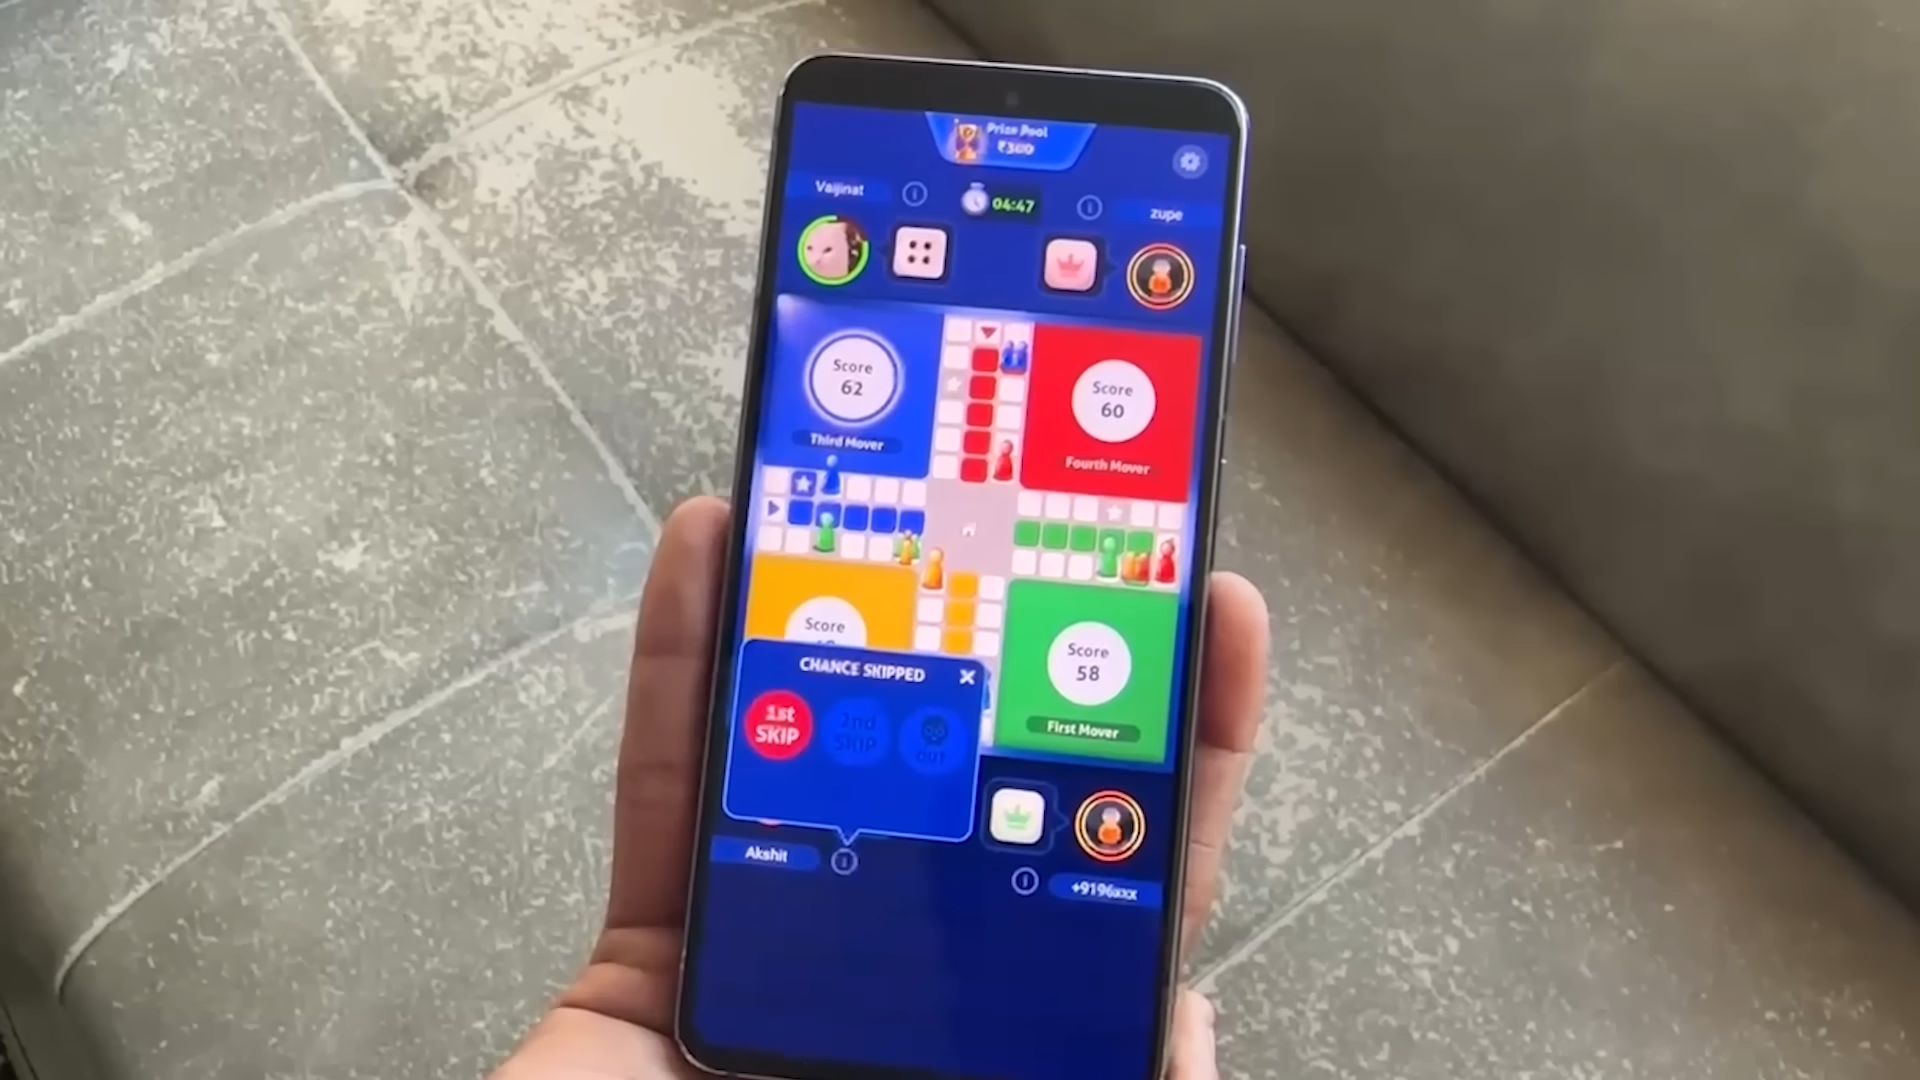 Prize Pool
₹300
Vaijinat
04:47
zupe
Score
62
Third Mover
Score
60
Fourth Mover
Score
Score
58
First Mover
CHANCE SKIPPED
X
1st
SKIP
2nd
SKIP
OUT
Akshit
+9196xxx